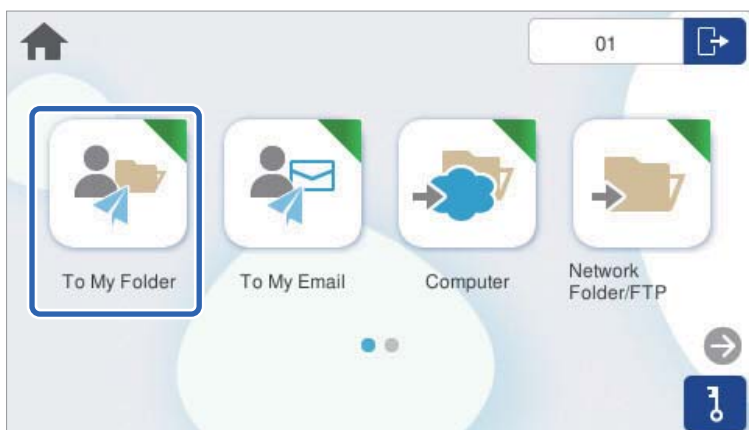 01
To My Folder
To My Email
Computer
Network
Folder/FTP